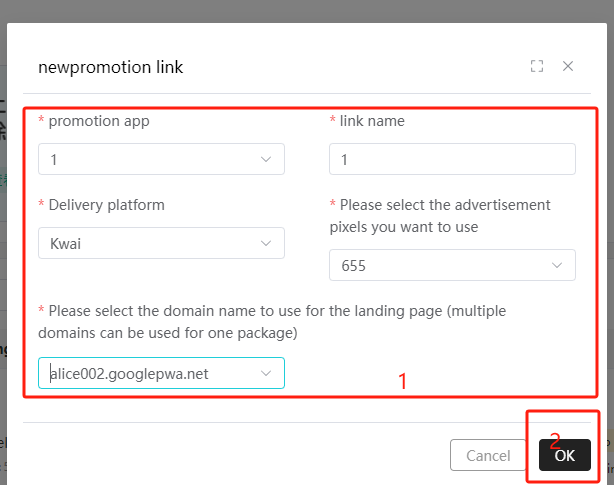 newpromotion link
* promotion app
* link name
1
1
* Delivery platform
* Please select the advertisement
pixels you want to use
Kwai
655
* Please select the domain name to use for the landing page (multiple
domains can be used for one package)
alice002.googlepwa.net
1
2
Cancel
OK